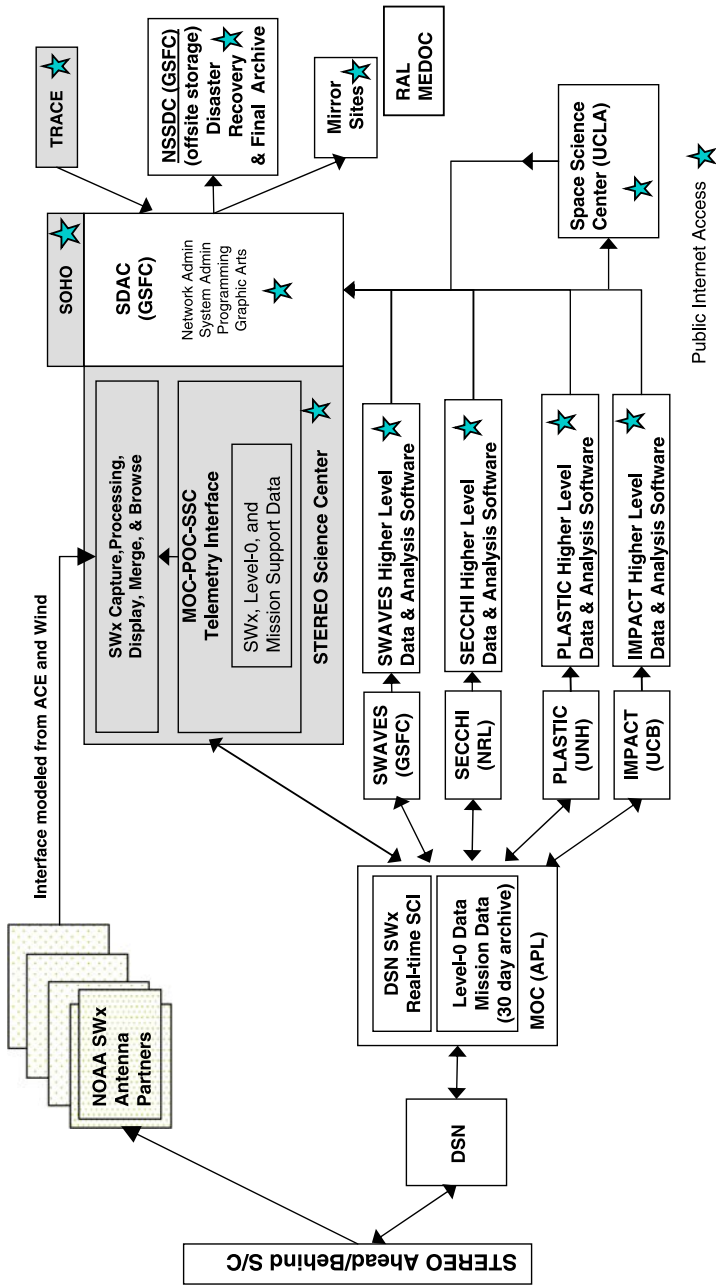 STEREO Ahead/Behind S/C
NOAA SWx
Antenna
Partners
Interface modeled from ACE and Wind
DSN
DSN SWx
Real-time SCI
Level-0 Data
Mission Data
(30 day archive)
MOC (APL)
SWx Capture,Processing,
Display, Merge, & Browse
MOC-POC-SSC
Telemetry Interface
SWx, Level-0, and
Mission Support Data
STEREO Science Center
SOHO
SDAC
(GSFC)
Network Admin
System Admin
Programming
Graphic Arts
TRACE
NSSDC (GSFC)
(offsite storage)
Disaster
Recovery
& Final Archive
Mirror
Sites
RAL
MEDOC
SWAVES
(GSFC)
SWAVES Higher Level
Data & Analysis Software
SECCHI
(NRL)
SECCHI Higher Level
Data & Analysis Software
PLASTIC
(UNH)
PLASTIC Higher Level
Data & Analysis Software
IMPACT
(UCB)
IMPACT Higher Level
Data & Analysis Software
Space Science
Center (UCLA)
Public Internet Access